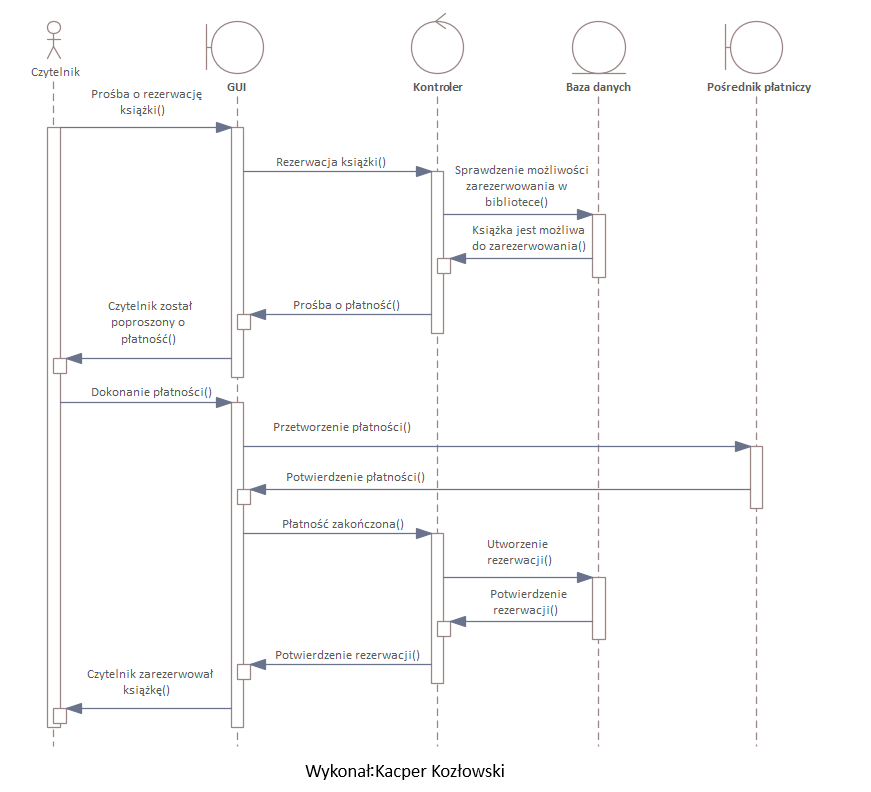 Czytelnik
GUI
Kontroler
Baza danych
Pośrednik płatniczy
Prośba o rezerwację
książki()
Rezerwacja książki()
Sprawdzenie możliwości
zarezerwowania w
bibliotece()
Książka jest możliwa
do zarezerwowania()
Prośba o płatność()
Czytelnik został
poproszony o
płatność()
Dokonanie płatności()
Przetworzenie płatności()
Potwierdzenie płatności()
Płatność zakończona()
Utworzenie
rezerwacji()
Potwierdzenie
rezerwacji()
Potwierdzenie rezerwacji()
Czytelnik zarezerwował
książkę()
Wykonał:Kacper Kozłowski